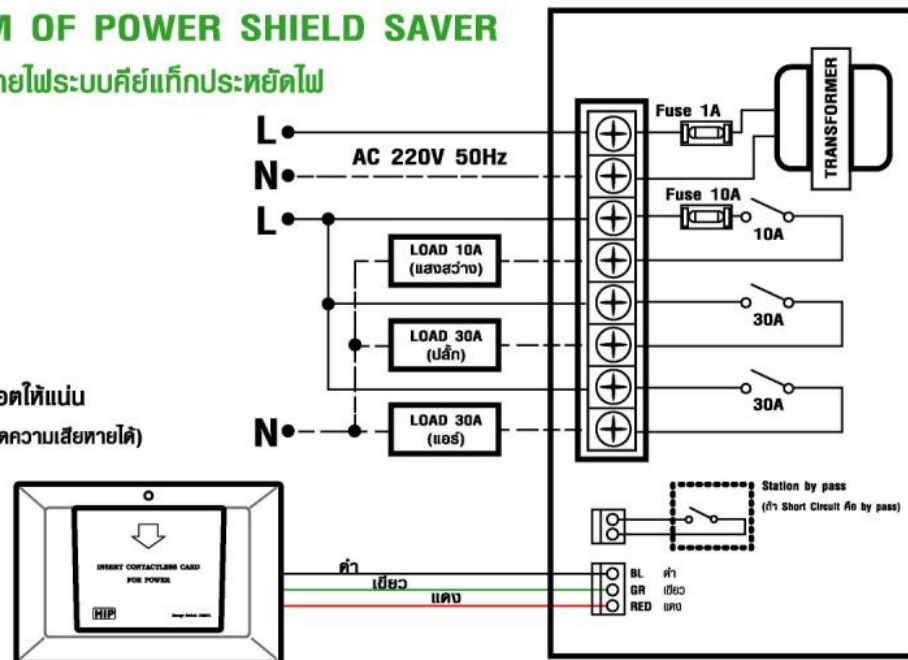 M OF POWER SHIELD SAVER
ายไฟระบบคีย์แท็กประหยัดไฟ
L
N
AC 220V 50Hz
L
N
LOAD 10A
(แสงสว่าง)
LOAD 30A
(ปลั๊ก)
LOAD 30A
(แอร์)
Fuse 1A
TRANSFORMER
Fuse 10A
10A
30A
30A
อตให้แน่น
ดความเสียหายได้)
Station by pass
(ถ้า Short Circuit คือ by pass)
INSERT CONTACTLESS CARD
FOR POWER
HIP
Energy Switch
ดำ
เขียว
แดง
BL ดำ
GR เขียว
RED แดง